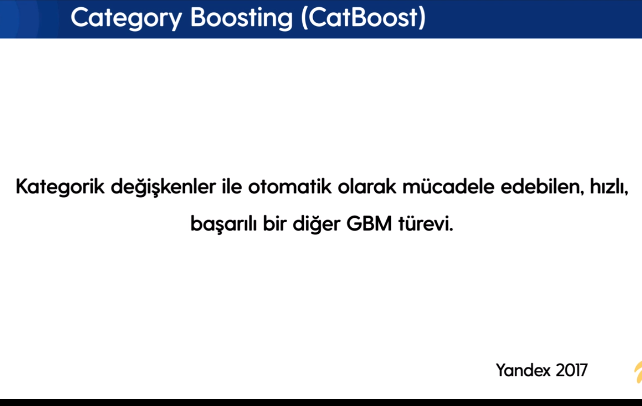 Category Boosting (CatBoost)
Kategorik değişkenler ile otomatik olarak mücadele edebilen, hızlı,
başarılı bir diğer GBM türevi.
Yandex 2017